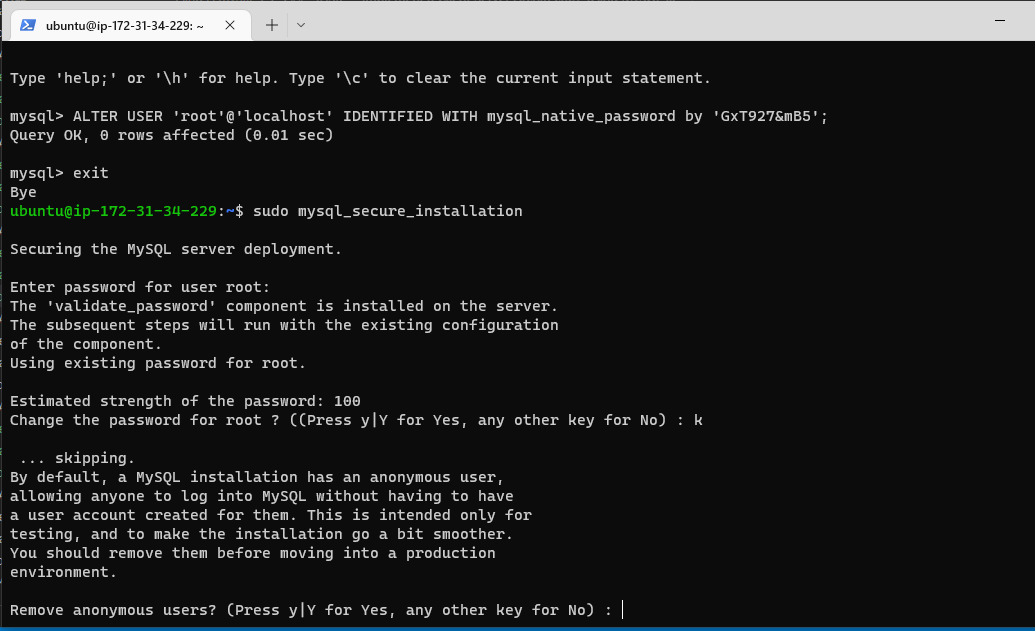 ubuntu@ip-172-31-34-229: ~
Type 'help;' or '\h' for help. Type '\c' to clear the current input statement.
mysql> ALTER USER 'root'@'localhost' IDENTIFIED WITH mysql_native_password by 'GxT927&mB5';
Query OK, 0 rows affected (0.01 sec)
mysql> exit
Bye
ubuntu@ip-172-31-34-229:~$ sudo mysql_secure_installation
Securing the MySQL server deployment.
Enter password for user root:
The 'validate_password' component is installed on the server.
The subsequent steps will run with the existing configuration
of the component.
Using existing password for root.
Estimated strength of the password: 100
Change the password for root ? ((Press y|Y for Yes, any other key for No) : k
 ... skipping.
By default, a MySQL installation has an anonymous user,
allowing anyone to log into MySQL without having to have
a user account created for them. This is intended only for
testing, and to make the installation go a bit smoother.
You should remove them before moving into a production
environment.
Remove anonymous users? (Press y|Y for Yes, any other key for No) :